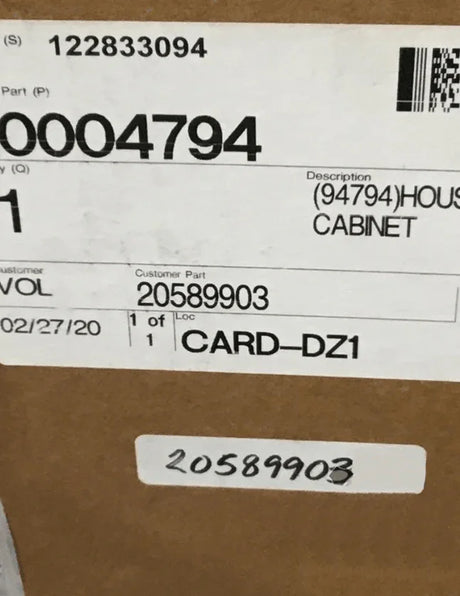 (S) 122833094
Part (P)
0004794
y (Q)
1
Description
(94794)HOUS
CABINET
ustomer
VOL
Customer Part
20589903
02/27/20
1 of
1
Loc
CARD-DZ1
20589903